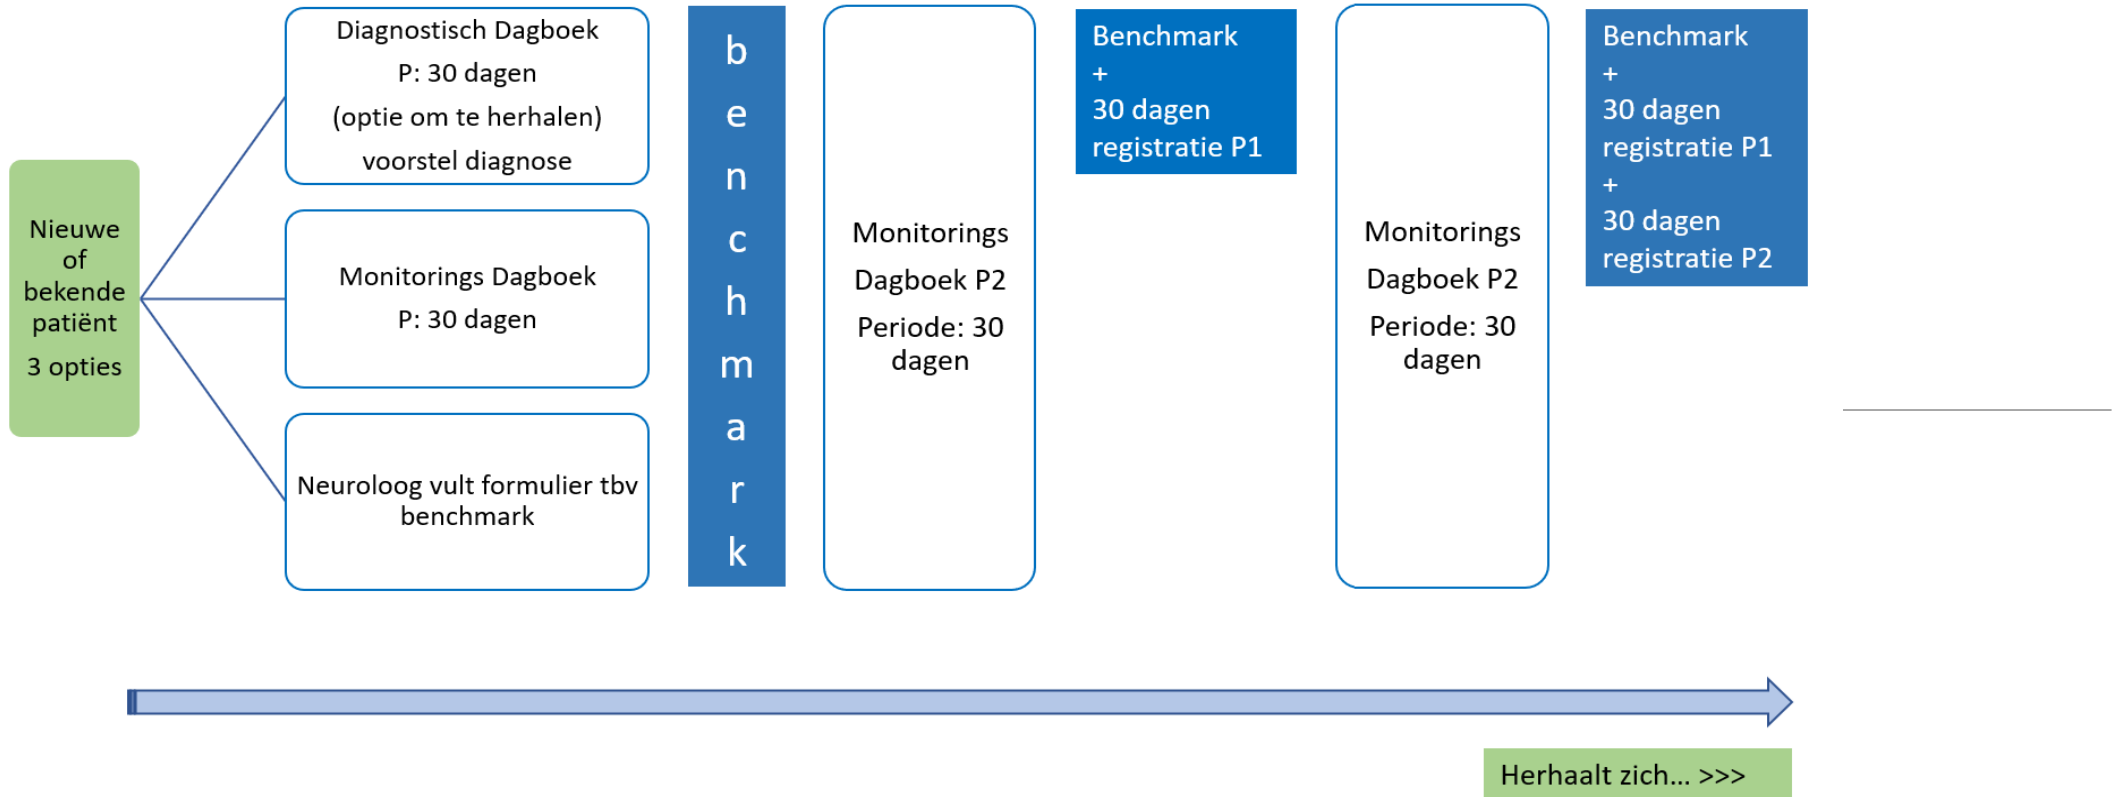 Nieuwe
of
bekende
patiënt
3 opties
Diagnostisch Dagboek
P: 30 dagen
(optie om te herhalen)
voorstel diagnose
Monitorings Dagboek
P: 30 dagen
Neuroloog vult formulier tbv
benchmark
b
e
n
c
h
m
a
r
k
Monitorings
Dagboek P2
Periode: 30
dagen
Benchmark
+
30 dagen
registratie P1
Monitorings
Dagboek P2
Periode: 30
dagen
Benchmark
+
30 dagen
registratie P1
+
30 dagen
registratie P2
Herhaalt zich... >>>